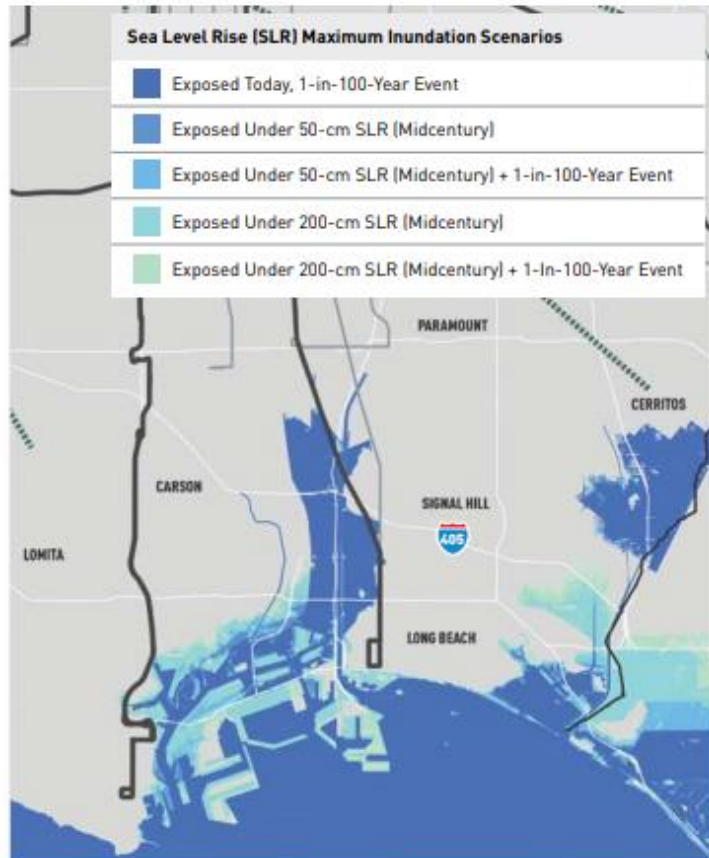 Sea Level Rise (SLR) Maximum Inundation Scenarios
Exposed Today, 1-in-100-Year Event
Exposed Under 50-cm SLR (Midcentury)
Exposed Under 50-cm SLR (Midcentury) + 1-in-100-Year Event
Exposed Under 200-cm SLR (Midcentury)
Exposed Under 200-cm SLR (Midcentury) + 1-In-100-Year Event
PARAMOUNT
CERRITOS
CARSON
SIGNAL HILL
405
LOMITA
LONG BEACH